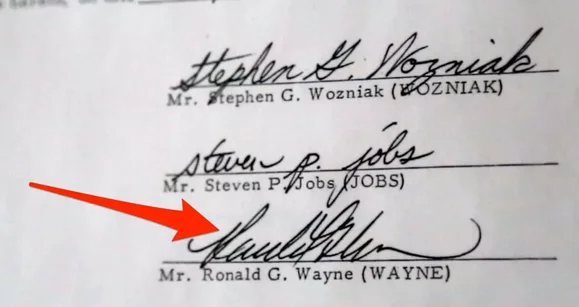 Stephen G. Wozniak
Mr. Stephen G. Wozniak (WOZNIAK)
steven p. jobs
Mr. Steven P. Jobs (JOBS)
Mr. Ronald G. Wayne (WAYNE)